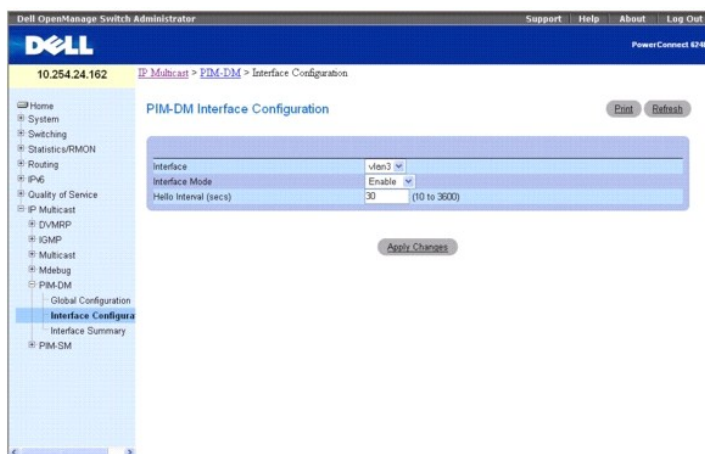 Dell OpenManage Switch Administrator
Support Help About Log Out
DELL
PowerConnect 624
10.254.24.162
IP Multicast > PIM-DM > Interface Configuration
Home
System
Switching
Statistics/RMON
Routing
IPv6
Quality of Service
IP Multicast
DVMRP
IGMP
Multicast
Mdebug
PIM-DM
Global Configuration
Interface Configura
Interface Summary
PIM-SM
PIM-DM Interface Configuration
Print Refresh
Interface vlan3
Interface Mode Enable
Hello Interval (secs) 30 (10 to 3600)
Apply Changes